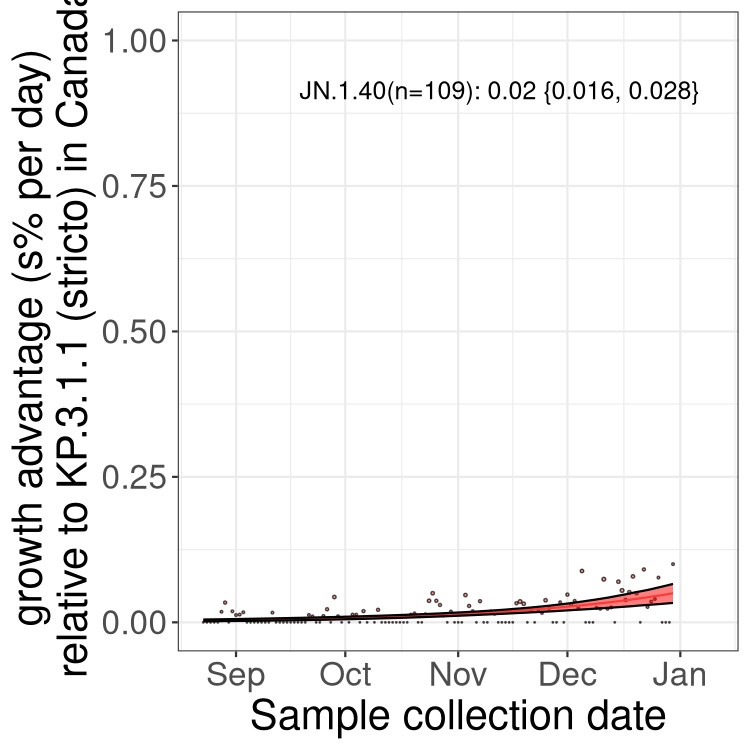 growth advantage (s% per day)
relative to KP.3.1.1 (stricto) in Canada
1.00
0.75
0.50
0.25
0.00
JN.1.40(n=109): 0.02 {0.016, 0.028}
Sep Oct Nov Dec Jan
Sample collection date